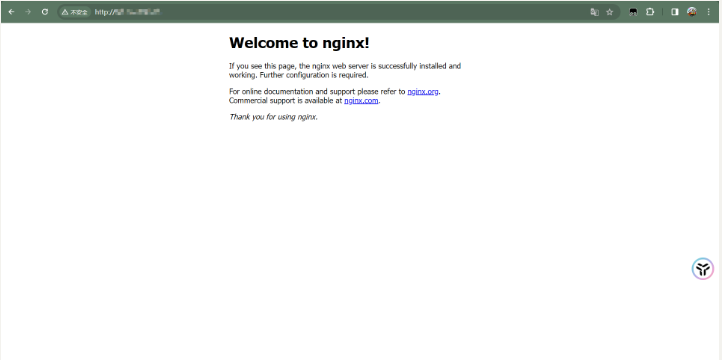 不安全 http://
Welcome to nginx!
If you see this page, the nginx web server is successfully installed and
working. Further configuration is required.
For online documentation and support please refer to nginx.org.
Commercial support is available at nginx.com.
Thank you for using nginx.